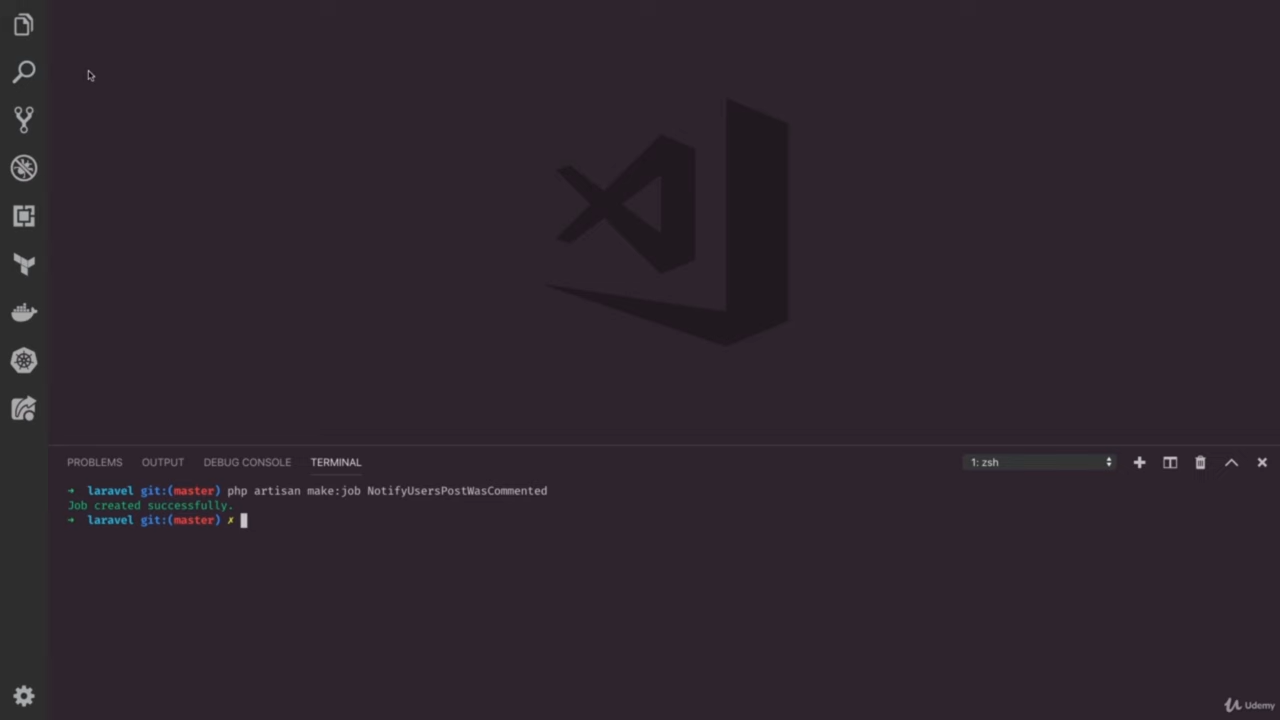 PROBLEMS OUTPUT DEBUG CONSOLE TERMINAL 1: zsh
➜ laravel git:(master) php artisan make:job NotifyUsersPostWasCommented
Job created successfully.
➜ laravel git:(master) ✗
Udemy